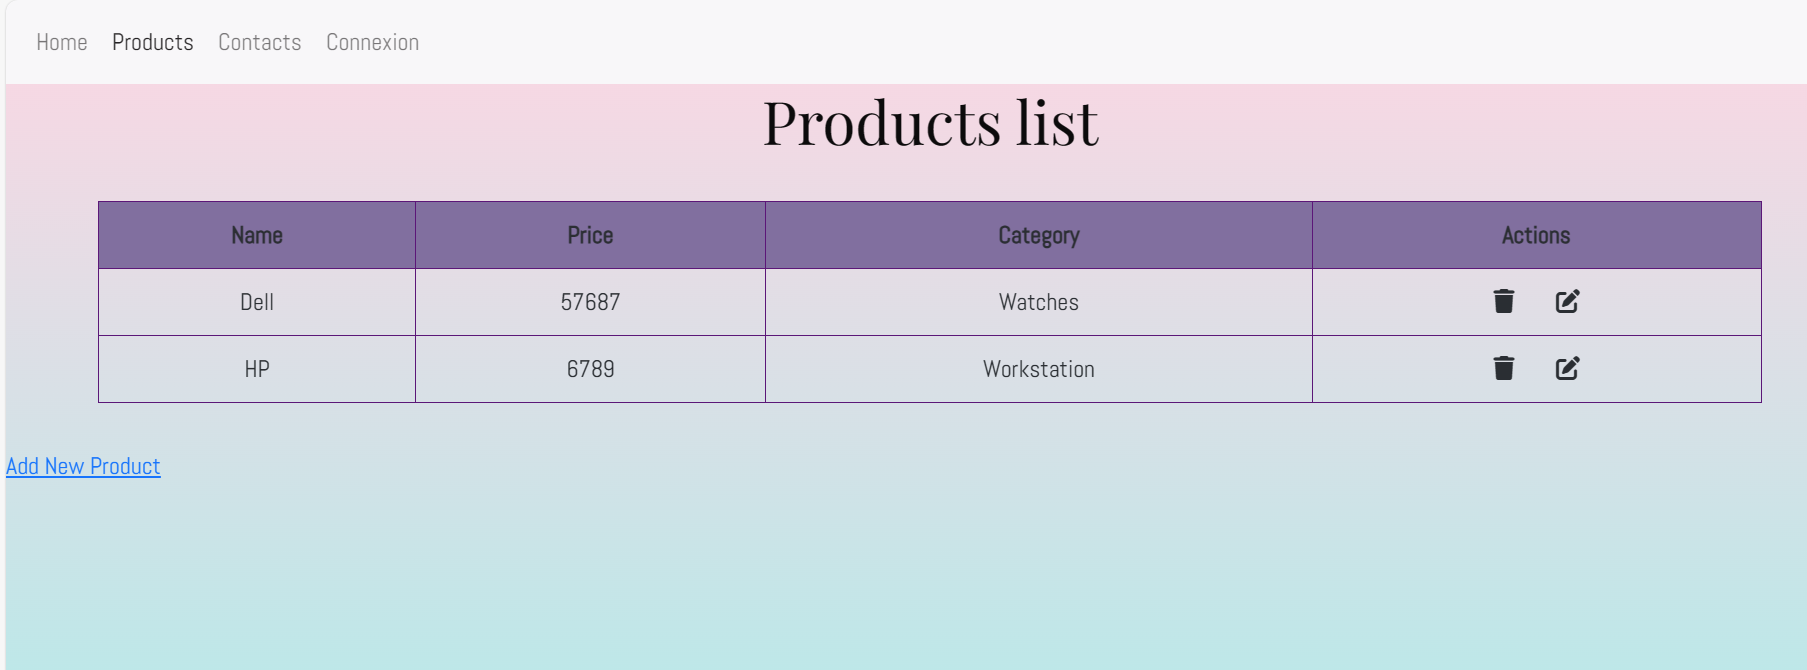 Home Products Contacts Connexion
Products list
Name Price Category Actions
Dell 57687 Watches
HP 6789 Workstation
Add New Product